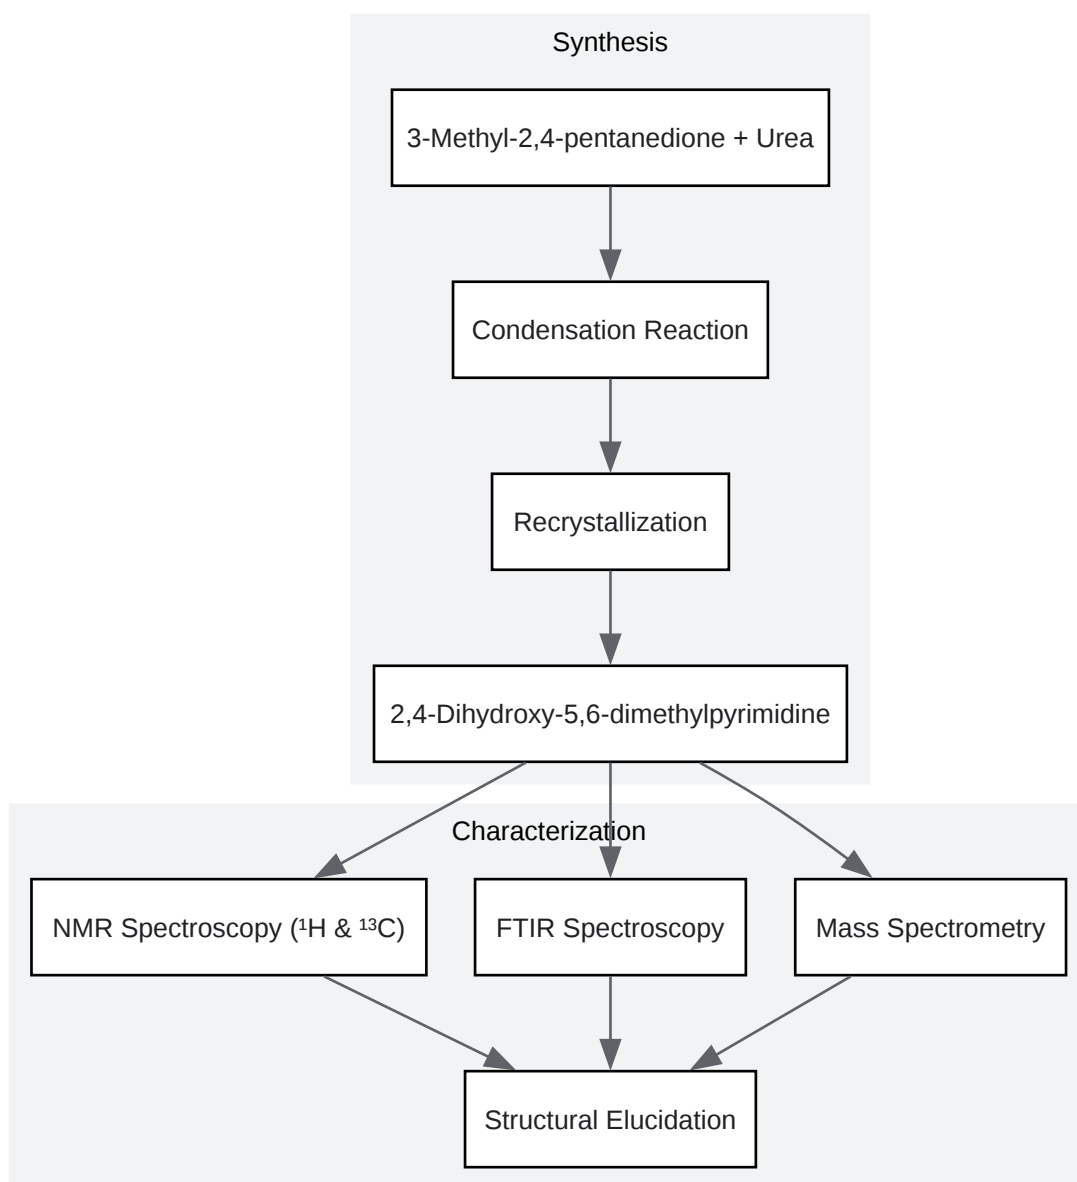 Synthesis
3-Methyl-2,4-pentanedione + Urea
Condensation Reaction
Recrystallization
2,4-Dihydroxy-5,6-dimethylpyrimidine
Characterization
NMR Spectroscopy (¹H & ¹³C)
FTIR Spectroscopy
Mass Spectrometry
Structural Elucidation